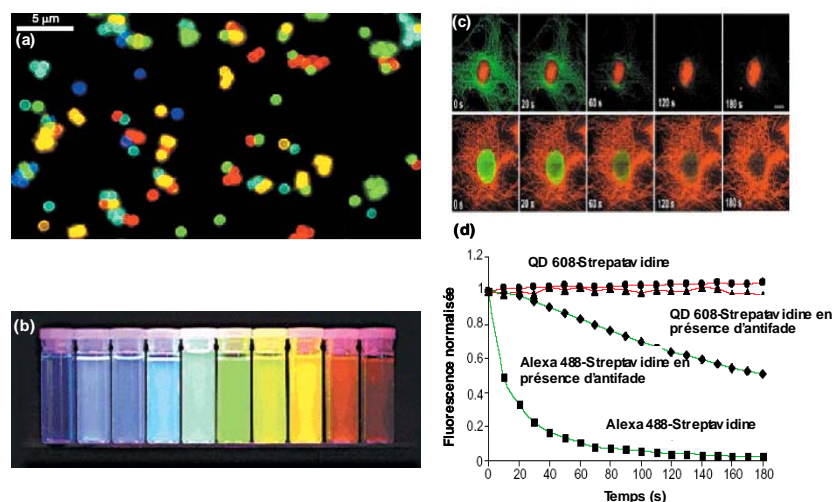 5 µm
(a)
(b)
(c)
0 s
20 s
60 s
120 s
180 s
0 s
20 s
60 s
120 s
180 s
(d)
1.2
1
0.8
0.6
0.4
0.2
0
QD 608-Strepatavidine
QD 608-Streptavidine en
présence d'antifade
Alexa 488-Streptavidine en
présence d'antifade
Alexa 488-Streptavidine
Fluorescence normalisée
0 20 40 60 80 100 120 140 160 180
Temps (s)